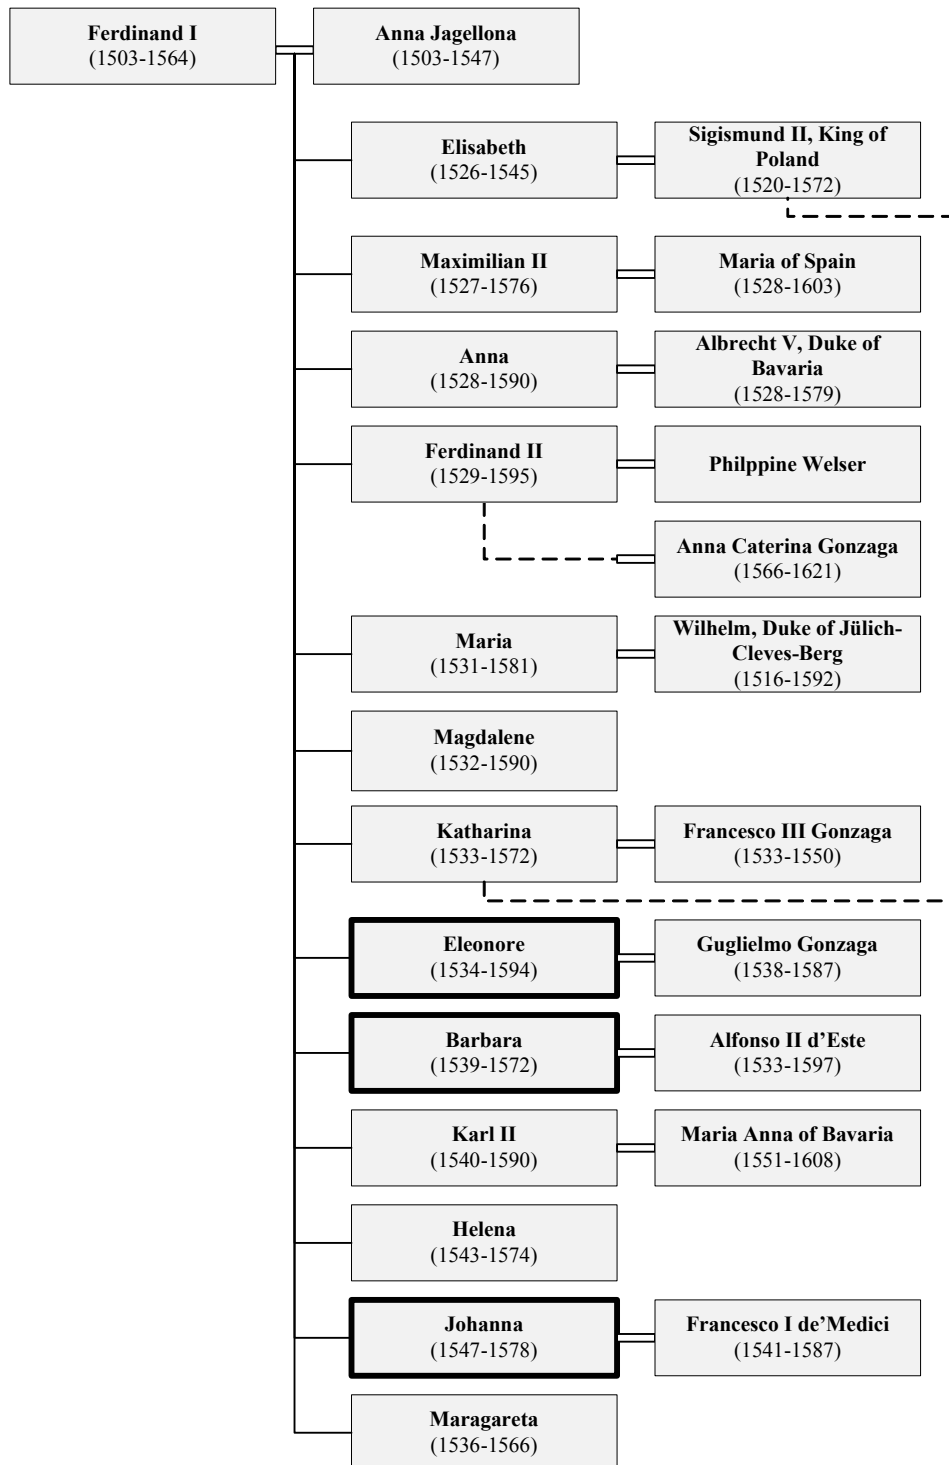 Ferdinand I
(1503-1564)
Anna Jagellona
(1503-1547)
Elisabeth
(1526-1545)
Sigismund II, King of
Poland
(1520-1572)
Maximilian II
(1527-1576)
Maria of Spain
(1528-1603)
Anna
(1528-1590)
Albrecht V, Duke of
Bavaria
(1528-1579)
Ferdinand II
(1529-1595)
Philppine Welser
Anna Caterina Gonzaga
(1566-1621)
Maria
(1531-1581)
Wilhelm, Duke of Jülich-
Cleves-Berg
(1516-1592)
Magdalene
(1532-1590)
Katharina
(1533-1572)
Francesco III Gonzaga
(1533-1550)
Eleonore
(1534-1594)
Guglielmo Gonzaga
(1538-1587)
Barbara
(1539-1572)
Alfonso II d’Este
(1533-1597)
Karl II
(1540-1590)
Maria Anna of Bavaria
(1551-1608)
Helena
(1543-1574)
Johanna
(1547-1578)
Francesco I de’Medici
(1541-1587)
Maragareta
(1536-1566)